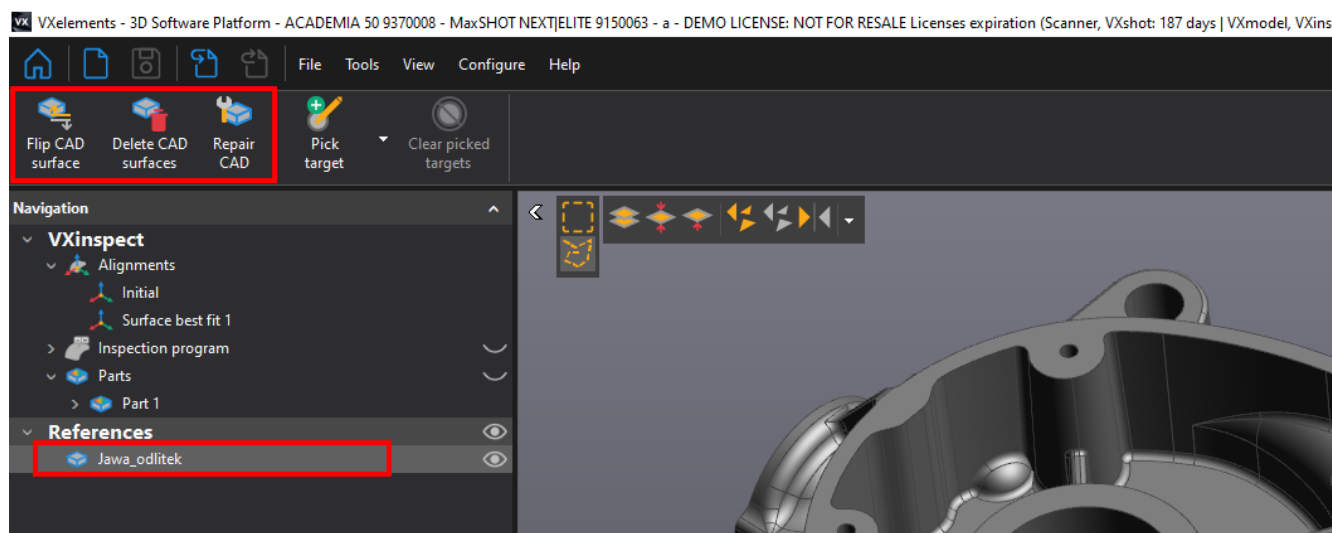 VXelements - 3D Software Platform - ACADEMIA 50 9370008 - MaxSHOT NEXT|ELITE 9150063 - a - DEMO LICENSE: NOT FOR RESALE Licenses expiration (Scanner, VXshot: 187 days | VXmodel, VXins
File Tools View Configure Help
Flip CAD surface
Delete CAD surfaces
Repair CAD
Pick target
Clear picked targets
Navigation
VXinspect
Alignments
Initial
Surface best fit 1
Inspection program
Parts
Part 1
References
Jawa_odlitek